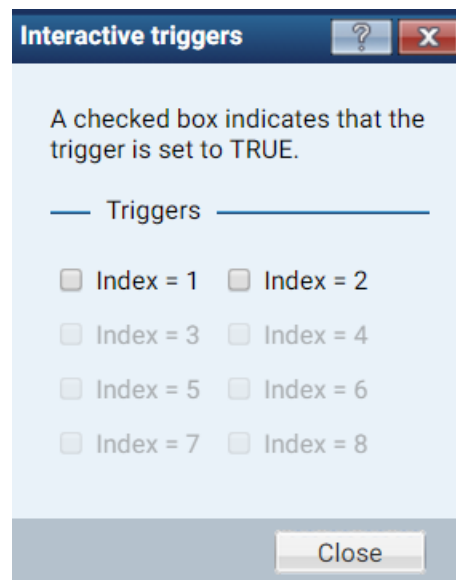 Interactive triggers ? x
A checked box indicates that the
trigger is set to TRUE.
Triggers
Index = 1 Index = 2
Index = 3 Index = 4
Index = 5 Index = 6
Index = 7 Index = 8
Close